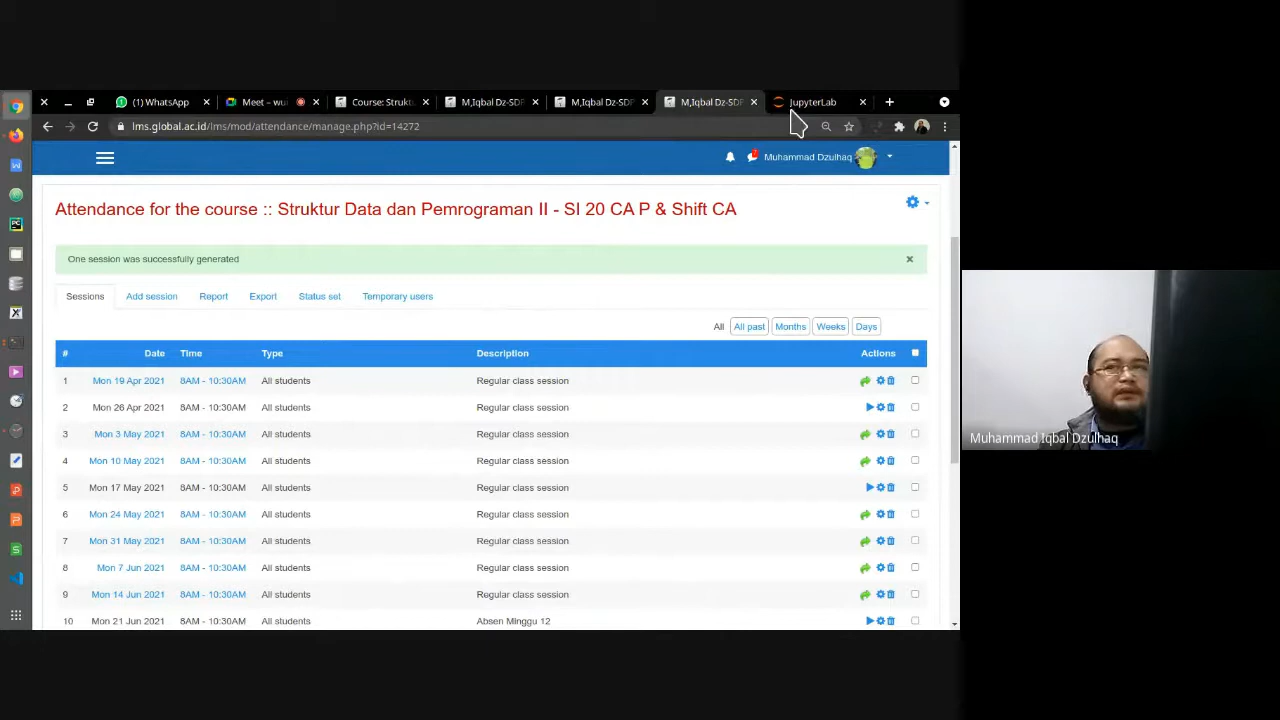 (1) WhatsApp
Meet – wui
Course: Struktu
M,Iqbal Dz-SDP
M,Iqbal Dz-SDP
M,Iqbal Dz-SDP
JupyterLab
lms.global.ac.id/lms/mod/attendance/manage.php?id=14272
Muhammad Dzulhaq
Attendance for the course :: Struktur Data dan Pemrograman II - SI 20 CA P & Shift CA
One session was successfully generated
Sessions Add session Report Export Status set Temporary users
All All past Months Weeks Days
# Date Time Type Description Actions
1 Mon 19 Apr 2021 8AM - 10:30AM All students Regular class session
2 Mon 26 Apr 2021 8AM - 10:30AM All students Regular class session
3 Mon 3 May 2021 8AM - 10:30AM All students Regular class session
4 Mon 10 May 2021 8AM - 10:30AM All students Regular class session
5 Mon 17 May 2021 8AM - 10:30AM All students Regular class session
6 Mon 24 May 2021 8AM - 10:30AM All students Regular class session
7 Mon 31 May 2021 8AM - 10:30AM All students Regular class session
8 Mon 7 Jun 2021 8AM - 10:30AM All students Regular class session
9 Mon 14 Jun 2021 8AM - 10:30AM All students Regular class session
10 Mon 21 Jun 2021 8AM - 10:30AM All students Absen Minggu 12
Muhammad Iqbal Dzulhaq